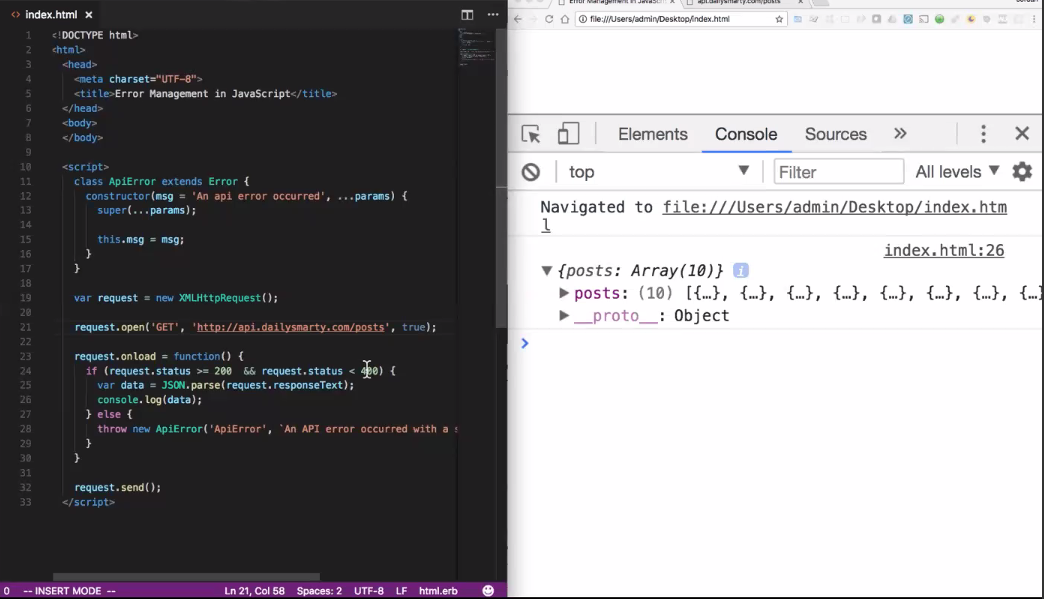 index.html
1 <!DOCTYPE html>
2 <html>
3 <head>
4 <meta charset="UTF-8">
5 <title>Error Management in JavaScript</title>
6 </head>
7 <body>
8 </body>
9
10 <script>
11 class ApiError extends Error {
12 constructor(msg = 'An api error occurred', ...params) {
13 super(...params);
14
15 this.msg = msg;
16 }
17 }
18
19 var request = new XMLHttpRequest();
20
21 request.open('GET', 'http://api.dailysmarty.com/posts', true);
22
23 request.onload = function() {
24 if (request.status >= 200 && request.status < 400) {
25 var data = JSON.parse(request.responseText);
26 console.log(data);
27 } else {
28 throw new ApiError('ApiError', `An API error occurred with a s
29 }
30 }
31
32 request.send();
33 </script>
0 -- INSERT MODE -- Ln 21, Col 58 Spaces: 2 UTF-8 LF html.erb
Error Management in JavaScri api.dailysmarty.com/posts
file:///Users/admin/Desktop/index.html
Elements Console Sources »
top Filter All levels
Navigated to file:///Users/admin/Desktop/index.htm
l
index.html:26
{posts: Array(10)}
posts: (10) [{…}, {…}, {…}, {…}, {…}, {…}, {…}, {…}
__proto__: Object